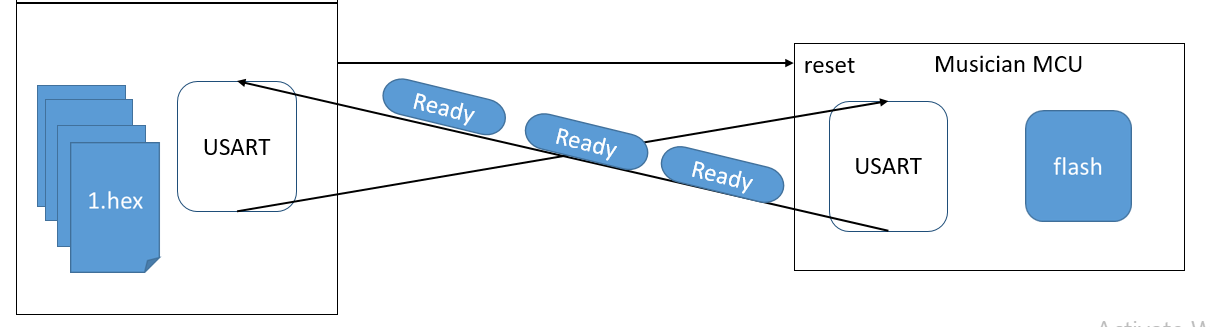 reset
Musician MCU
Ready
Ready
Ready
USART
USART
flash
1.hex